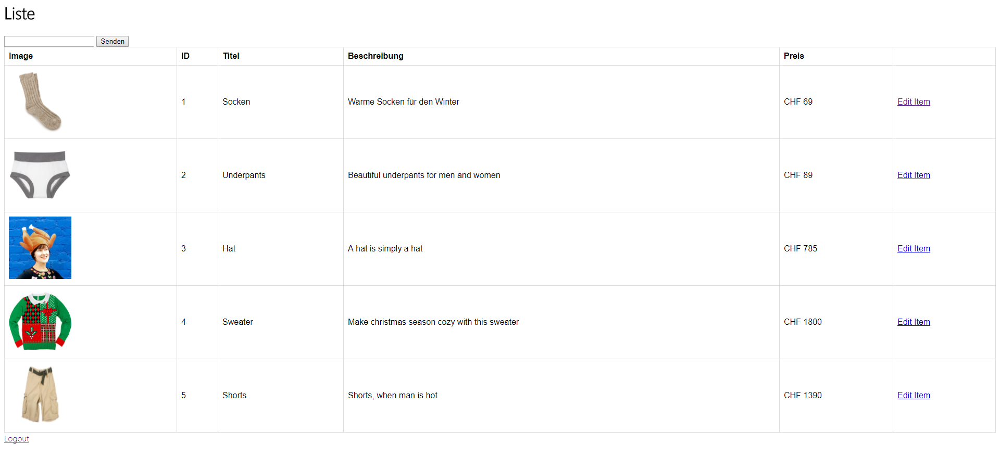 Liste
Senden
Image ID Titel Beschreibung Preis
1 Socken Warme Socken für den Winter CHF 69 Edit Item
2 Underpants Beautiful underpants for men and women CHF 89 Edit Item
3 Hat A hat is simply a hat CHF 785 Edit Item
4 Sweater Make christmas season cozy with this sweater CHF 1800 Edit Item
5 Shorts Shorts, when man is hot CHF 1390 Edit Item
Logout